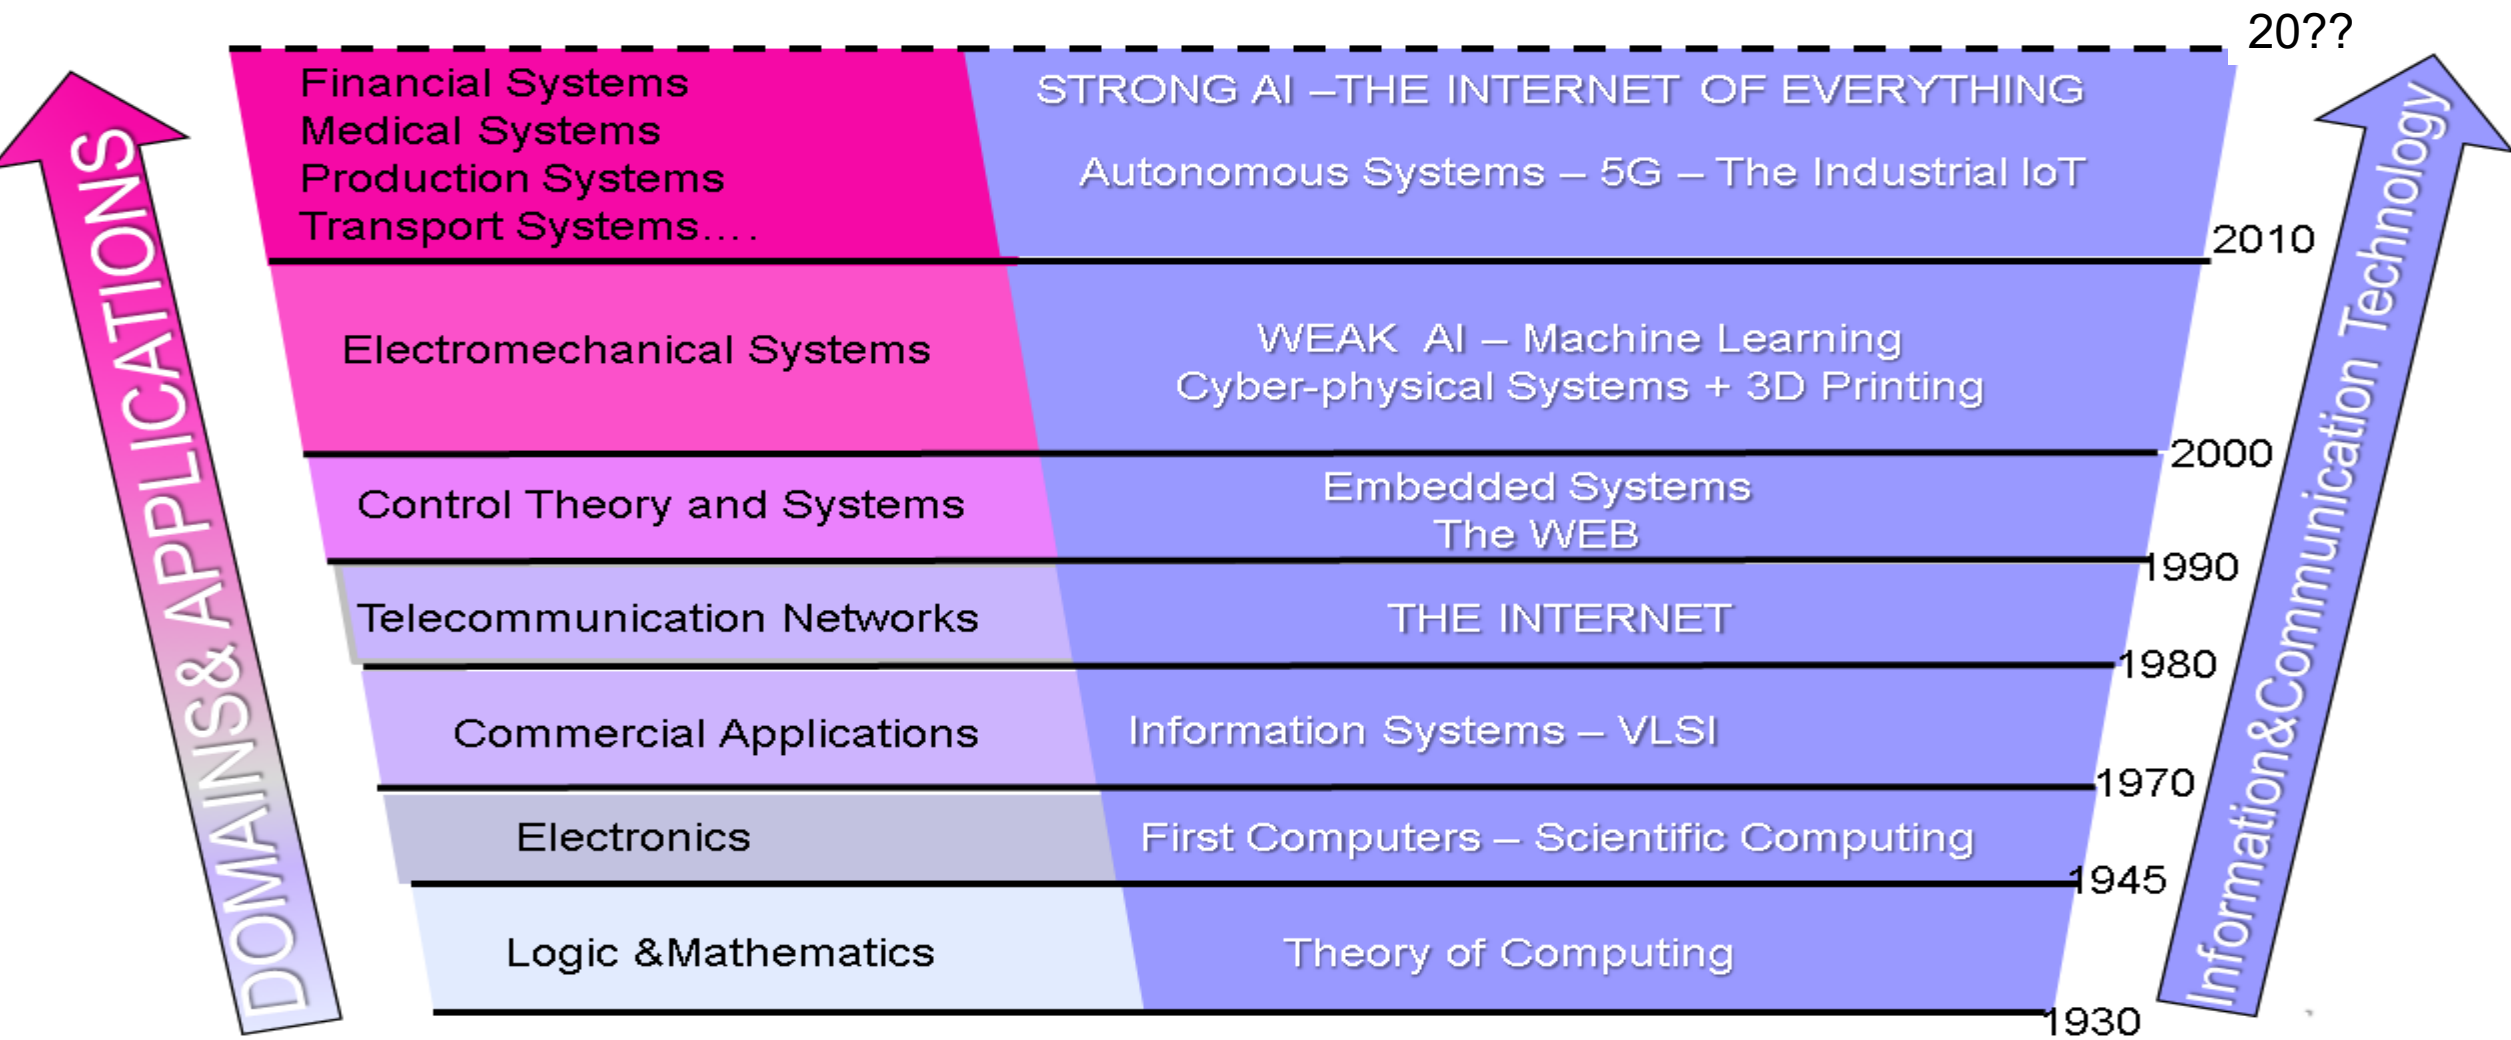 20??
DOMAINS& APPLICATIONS
Information&Communication Technology
Financial Systems
Medical Systems
Production Systems
Transport Systems....
STRONG AI –THE INTERNET OF EVERYTHING
Autonomous Systems – 5G – The Industrial IoT
2010
Electromechanical Systems
WEAK AI – Machine Learning
Cyber-physical Systems + 3D Printing
2000
Control Theory and Systems
Embedded Systems
The WEB
1990
Telecommunication Networks
THE INTERNET
1980
Commercial Applications
Information Systems – VLSI
1970
Electronics
First Computers – Scientific Computing
1945
Logic &Mathematics
Theory of Computing
1930